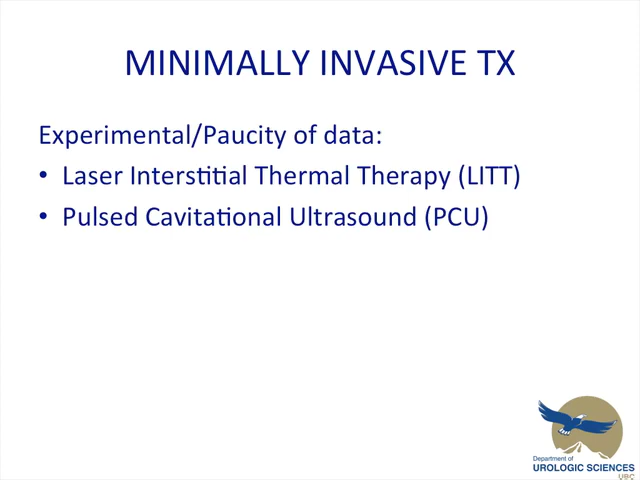 MINIMALLY INVASIVE TX
Experimental/Paucity of data:
• Laser Interstitial Thermal Therapy (LITT)
• Pulsed Cavitational Ultrasound (PCU)
Department of
UROLOGIC SCIENCES
UBC